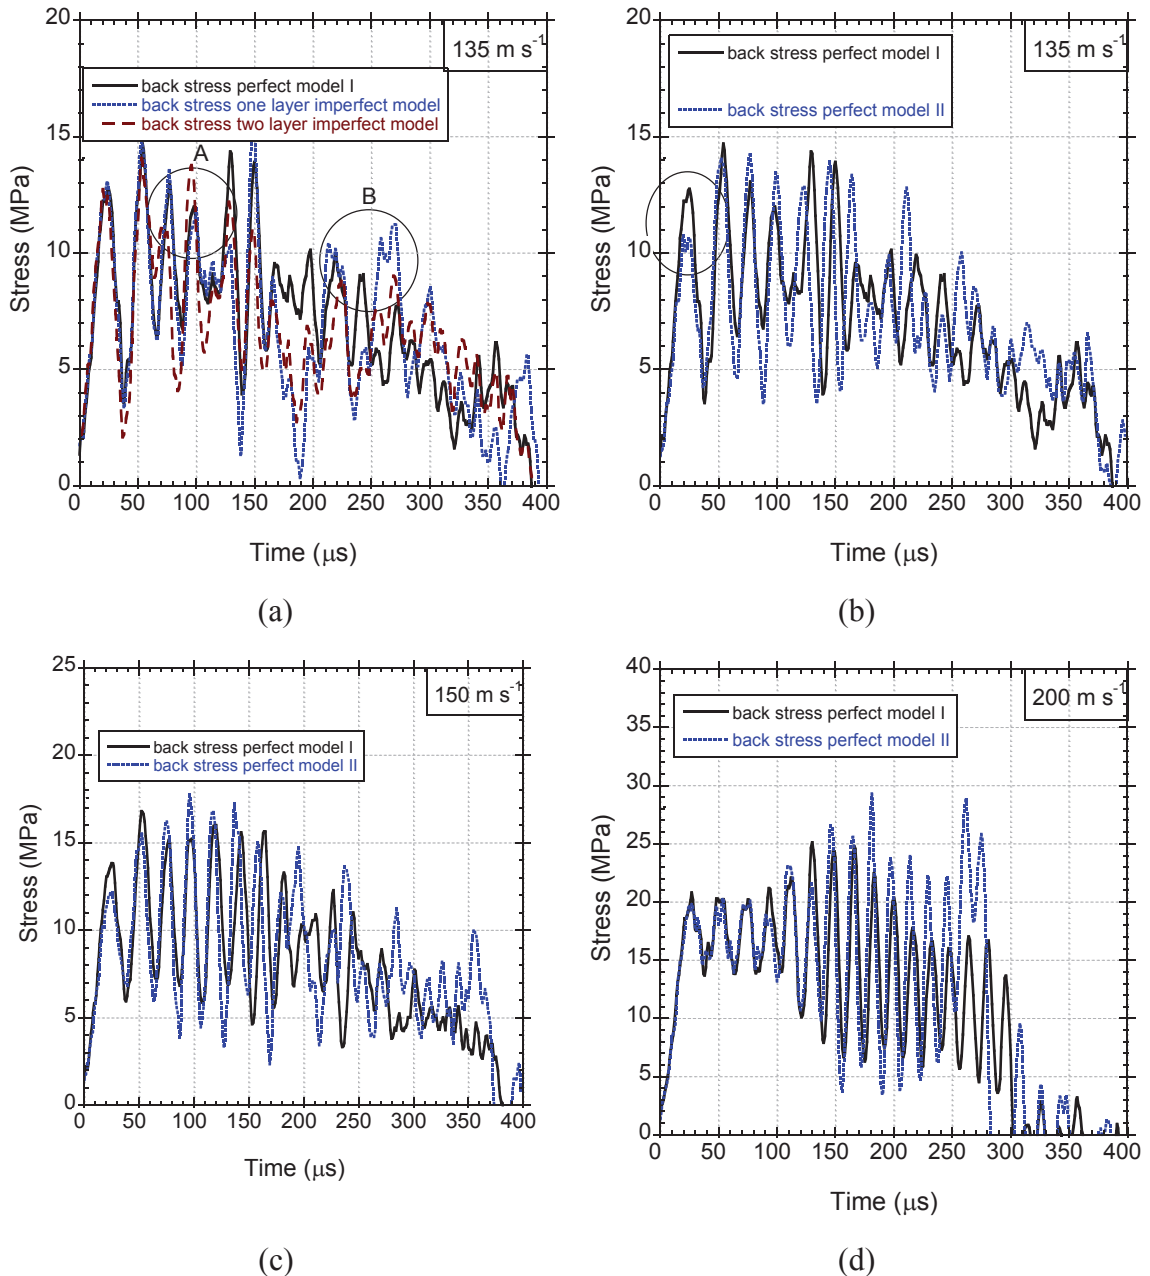 20
15
10
5
0
Stress (MPa)
135 m s⁻¹
back stress perfect model I
back stress one layer imperfect model
back stress two layer imperfect model
A
B
0 50 100 150 200 250 300 350 400
Time (μs)
(a)
20
15
10
5
0
Stress (MPa)
135 m s⁻¹
back stress perfect model I
back stress perfect model II
0 50 100 150 200 250 300 350 400
Time (μs)
(b)
25
20
15
10
5
0
Stress (MPa)
150 m s⁻¹
back stress perfect model I
back stress perfect model II
0 50 100 150 200 250 300 350 400
Time (μs)
(c)
40
35
30
25
20
15
10
5
0
Stress (MPa)
200 m s⁻¹
back stress perfect model I
back stress perfect model II
0 50 100 150 200 250 300 350 400
Time (μs)
(d)